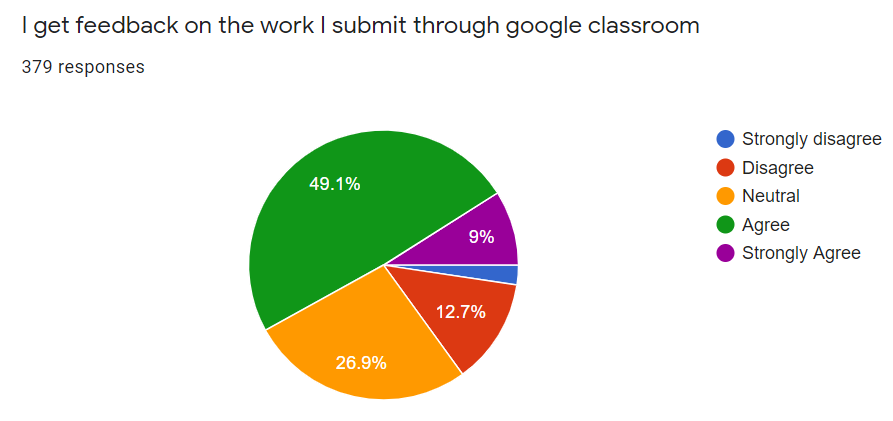 I get feedback on the work I submit through google classroom
379 responses
49.1%
9%
12.7%
26.9%
Strongly disagree
Disagree
Neutral
Agree
Strongly Agree